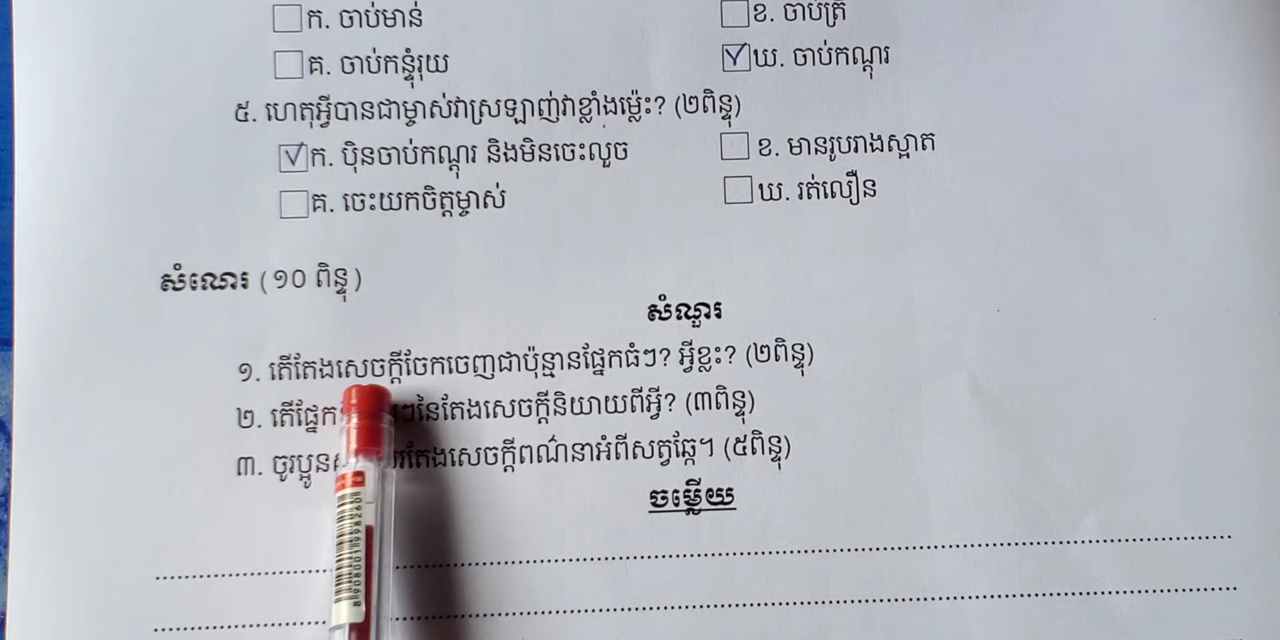 ក. ចាប់មាន់ ខ. ចាប់ត្រី
គ. ចាប់កន្ទុំរុយ ឃ. ចាប់កណ្ដុរ
៥. ហេតុអ្វីបានជាម្ចាស់វាស្រឡាញ់វាខ្លាំងម្ល៉េះ? (២ពិន្ទុ)
ក. ប៉ិនចាប់កណ្ដុរ និងមិនចេះលួច ខ. មានរូបរាងស្អាត
គ. ចេះយកចិត្តម្ចាស់ ឃ. រត់លឿន
សំណេរ (១០ ពិន្ទុ)
សំណួរ
១. តើតែងសេចក្ដីចែកចេញជាប៉ុន្មានផ្នែកធំៗ? អ្វីខ្លះ? (២ពិន្ទុ)
២. តើផ្នែក ៗនៃតែងសេចក្ដីនិយាយពីអ្វី? (៣ពិន្ទុ)
៣. ចូរប្អូន តែងសេចក្ដីពណ៌នាអំពីសត្វឆ្កែ។ (៥ពិន្ទុ)
ចម្លើយ
8908001998260